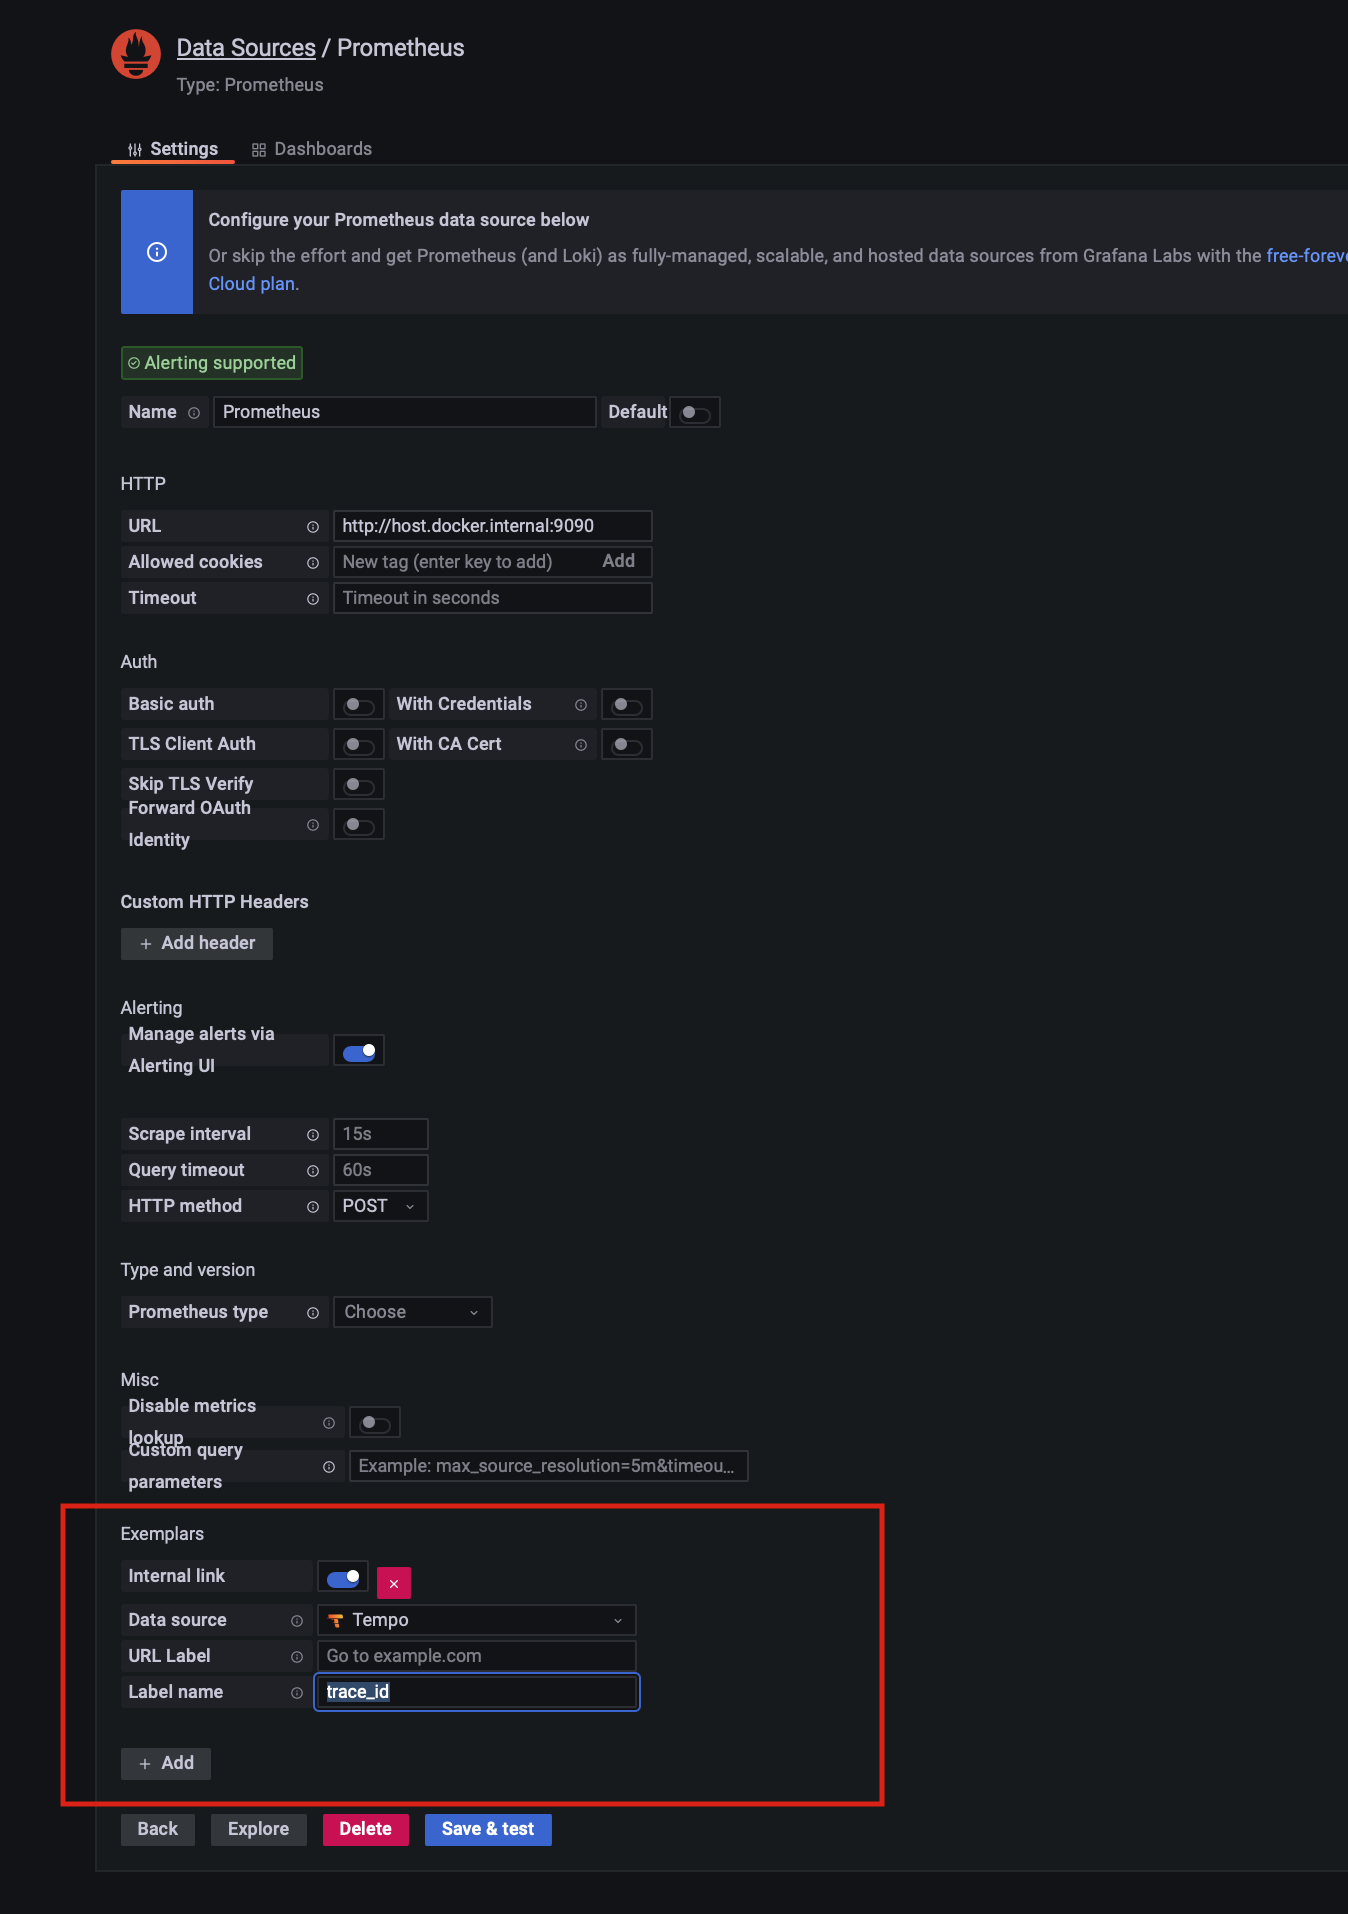 Data Sources / Prometheus
Type: Prometheus
Settings Dashboards
Configure your Prometheus data source below
Or skip the effort and get Prometheus (and Loki) as fully-managed, scalable, and hosted data sources from Grafana Labs with the free-foreve
Cloud plan.
Alerting supported
Name Prometheus Default
HTTP
URL http://host.docker.internal:9090
Allowed cookies New tag (enter key to add) Add
Timeout Timeout in seconds
Auth
Basic auth With Credentials
TLS Client Auth With CA Cert
Skip TLS Verify
Forward OAuth
Identity
Custom HTTP Headers
+ Add header
Alerting
Manage alerts via
Alerting UI
Scrape interval 15s
Query timeout 60s
HTTP method POST
Type and version
Prometheus type Choose
Misc
Disable metrics
lookup
Custom query
parameters Example: max_source_resolution=5m&timeou...
Exemplars
Internal link ×
Data source Tempo
URL Label Go to example.com
Label name trace_id
+ Add
Back Explore Delete Save & test